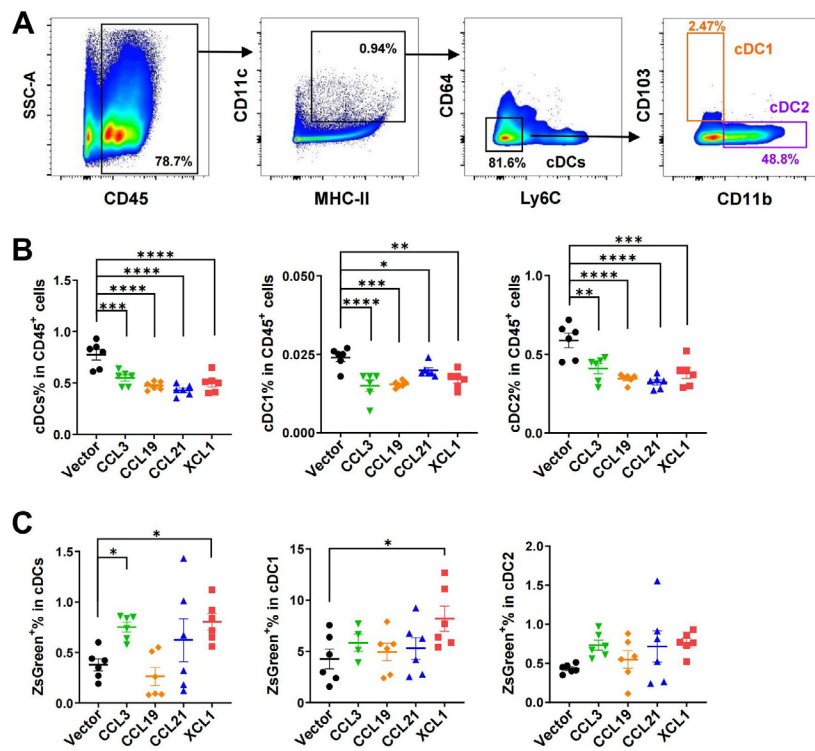 A
SSC-A
78.7%
CD45
CD11c
0.94%
MHC-II
CD64
81.6%
cDCs
Ly6C
CD103
2.47%
cDC1
cDC2
48.8%
CD11b
B
cDCs% in CD45+ cells
1.5
1.0
0.5
0.0
****
****
****
***
Vector
CCL3
CCL19
CCL21
XCL1
cDC1% in CD45+ cells
0.050
0.025
0.000
**
*
***
****
Vector
CCL3
CCL19
CCL21
XCL1
cDC2% in CD45+ cells
1.0
0.5
0.0
***
****
****
**
Vector
CCL3
CCL19
CCL21
XCL1
C
ZsGreen+% in cDCs
1.5
1.0
0.5
0.0
*
*
Vector
CCL3
CCL19
CCL21
XCL1
ZsGreen+% in cDC1
15
10
5
0
*
Vector
CCL3
CCL19
CCL21
XCL1
ZsGreen+% in cDC2
2.0
1.5
1.0
0.5
0.0
Vector
CCL3
CCL19
CCL21
XCL1